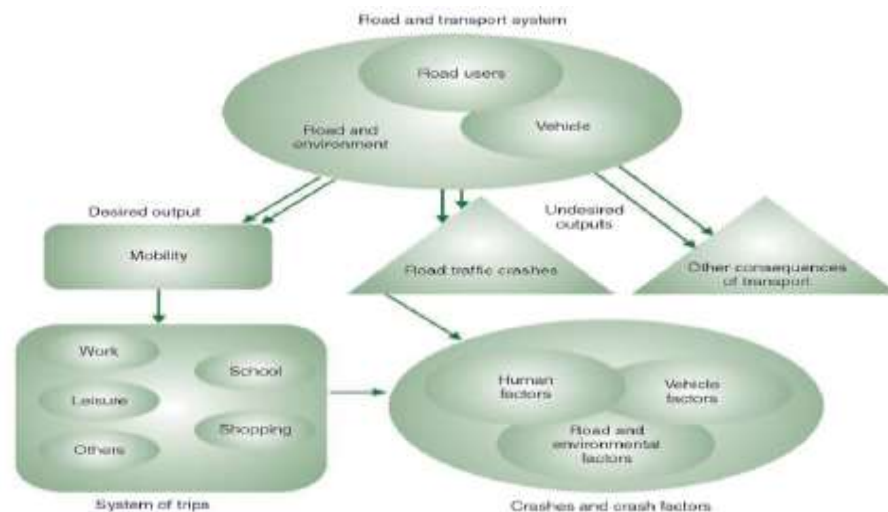 Road and transport system
Road users
Vehicle
Road and
environment
Desired output
Undesired
outputs
Mobility
Road traffic crashes
Other consequences
of transport
Work
School
Leisure
Shopping
Others
Human
factors
Vehicle
factors
Road and
environmental
factors
System of trips
Crashes and crash factors